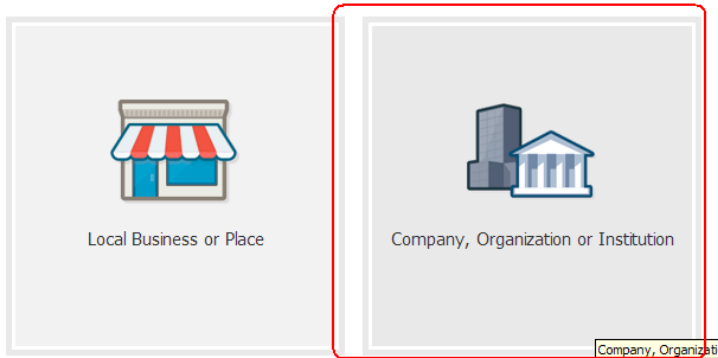 Local Business or Place
Company, Organization or Institution
Company, Organizati